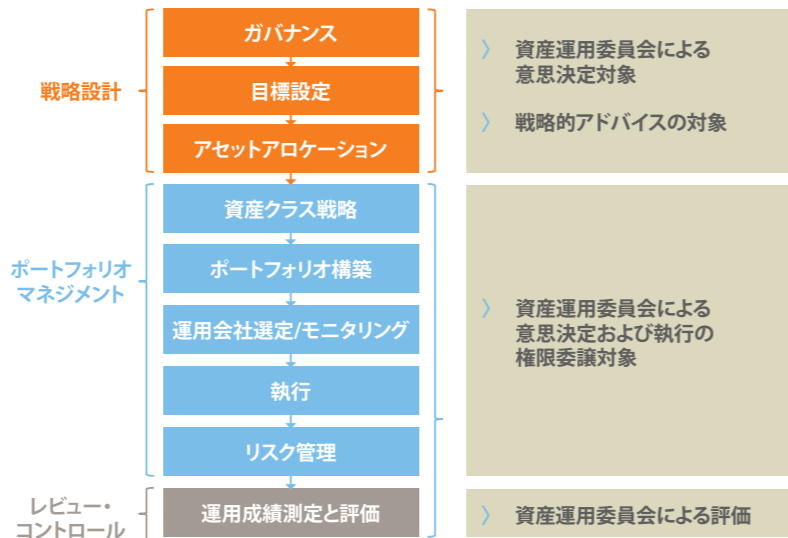 戦略設計
ガバナンス
目標設定
アセットアロケーション
〉 資産運用委員会による
意思決定対象
〉 戦略的アドバイスの対象
ポートフォリオ
マネジメント
資産クラス戦略
ポートフォリオ構築
運用会社選定/モニタリング
執行
リスク管理
〉 資産運用委員会による
意思決定および執行の
権限委譲対象
レビュー・
コントロール
運用成績測定と評価
〉 資産運用委員会による評価